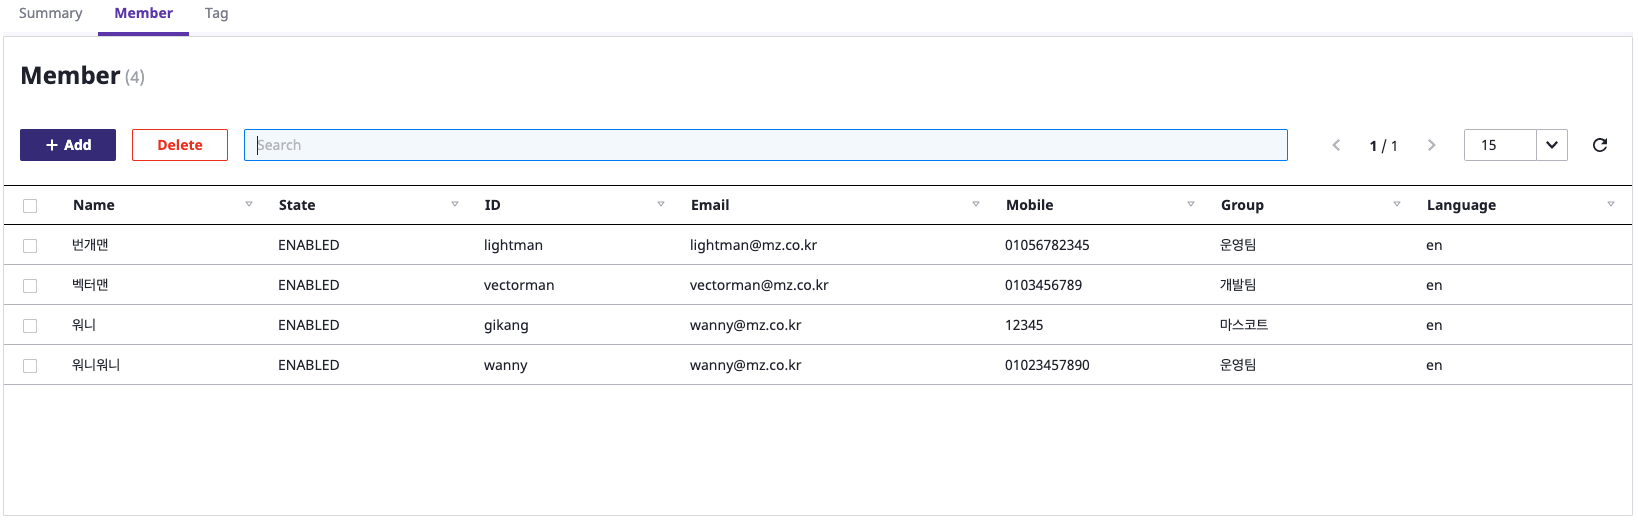 Summary Member Tag
Member (4)
+ Add Delete Search 1 / 1 15
Name State ID Email Mobile Group Language
번개맨 ENABLED lightman lightman@mz.co.kr 01056782345 운영팀 en
벡터맨 ENABLED vectorman vectorman@mz.co.kr 0103456789 개발팀 en
워니 ENABLED gikang wanny@mz.co.kr 12345 마스코트 en
워니워니 ENABLED wanny wanny@mz.co.kr 01023457890 운영팀 en